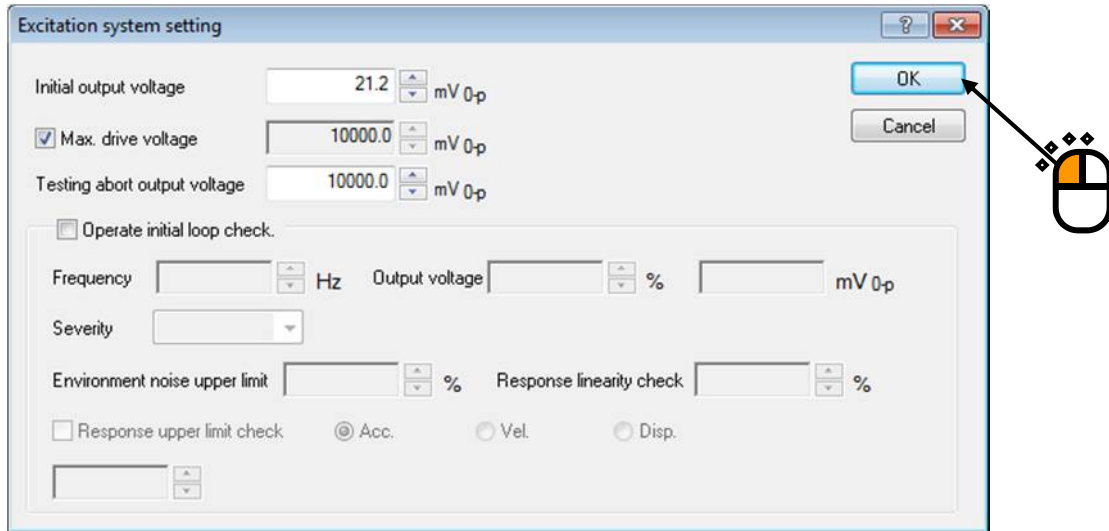 Excitation system setting
Initial output voltage 21.2 mV 0-p OK
Max. drive voltage 10000.0 mV 0-p Cancel
Testing abort output voltage 10000.0 mV 0-p
Operate initial loop check.
Frequency Hz Output voltage % mV 0-p
Severity
Environment noise upper limit % Response linearity check %
Response upper limit check Acc. Vel. Disp.